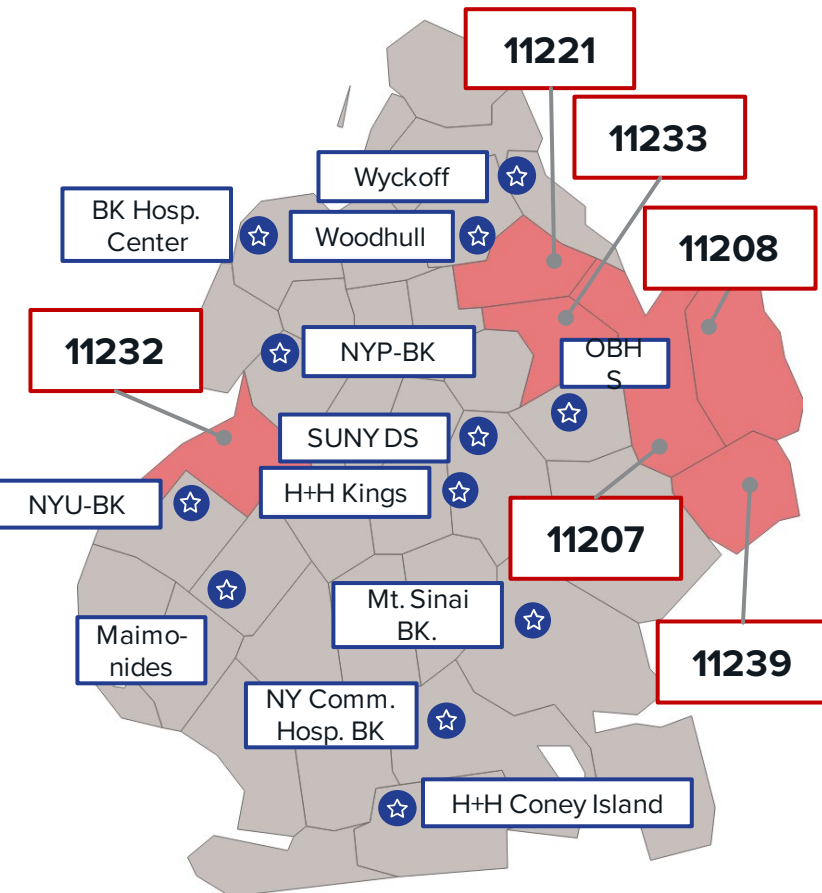 11221
11233
Wyckoff
BK Hosp.
Center
Woodhull
11208
11232
NYP-BK
OBH
S
SUNY DS
H+H Kings
NYU-BK
11207
Mt. Sinai
BK.
Maimo-
nides
11239
NY Comm.
Hosp. BK
H+H Coney Island